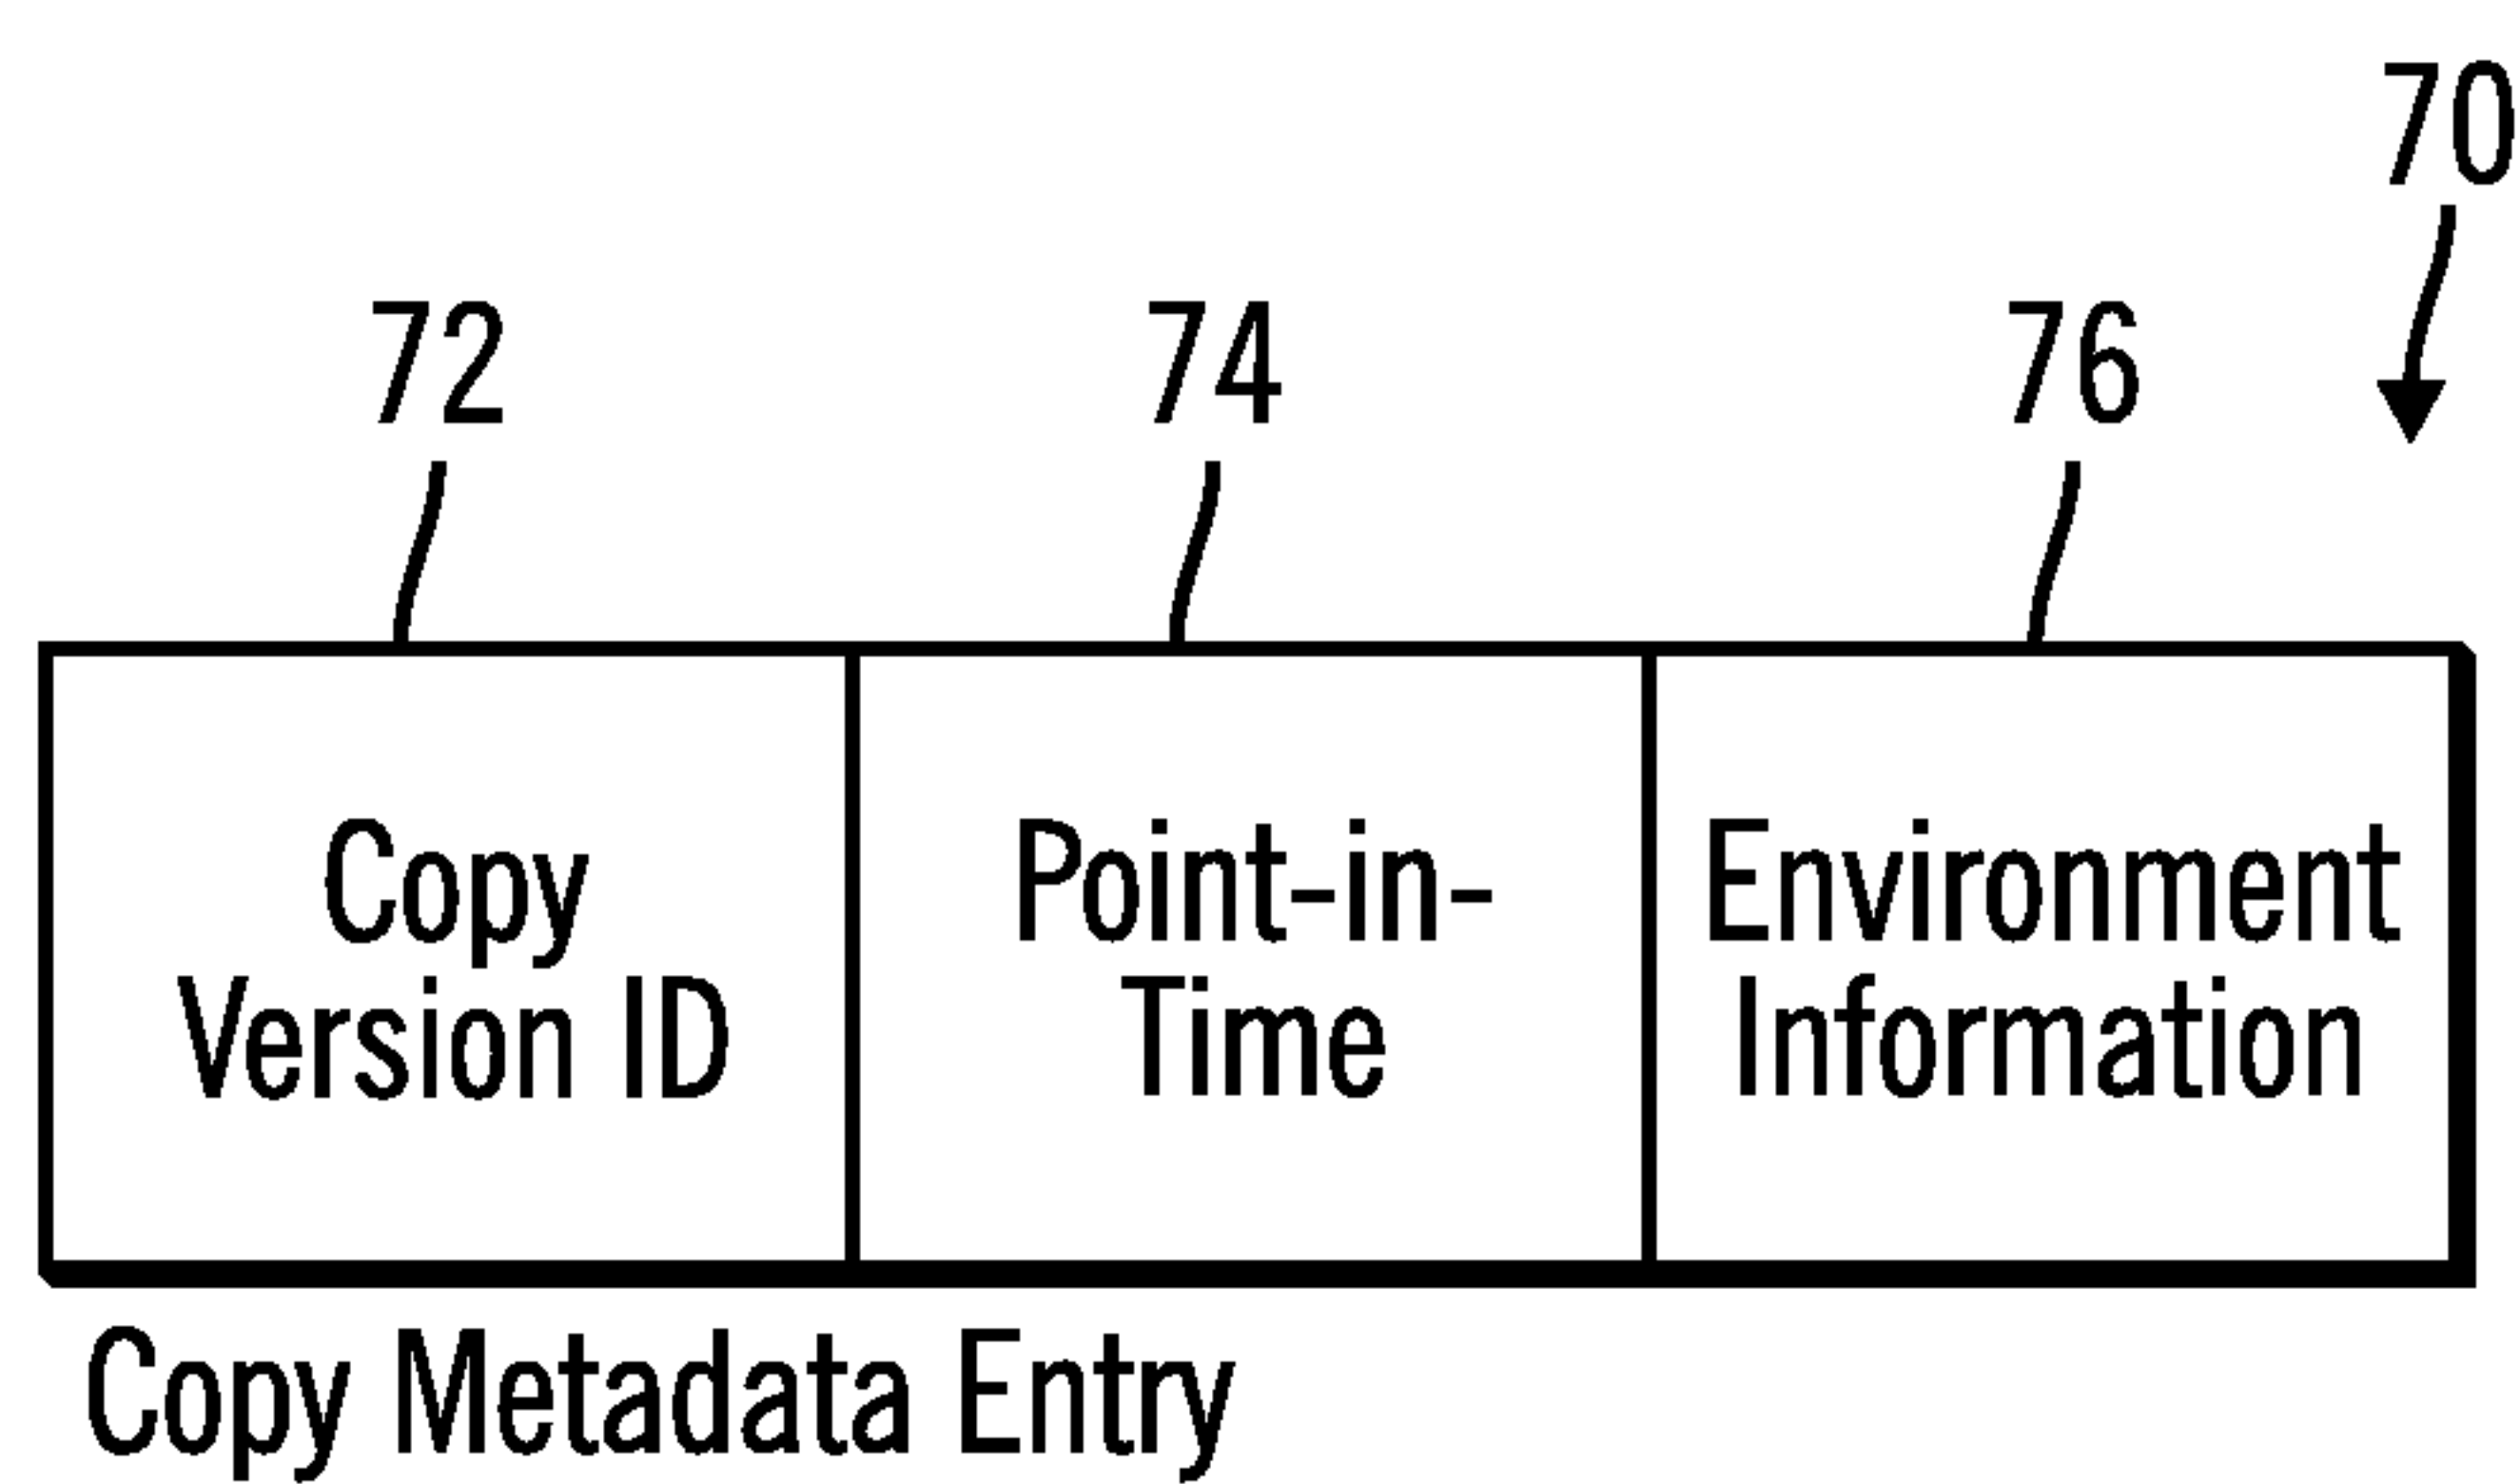 70
72 74 76
Copy Version ID
Point-in-Time
Environment Information
Copy Metadata Entry